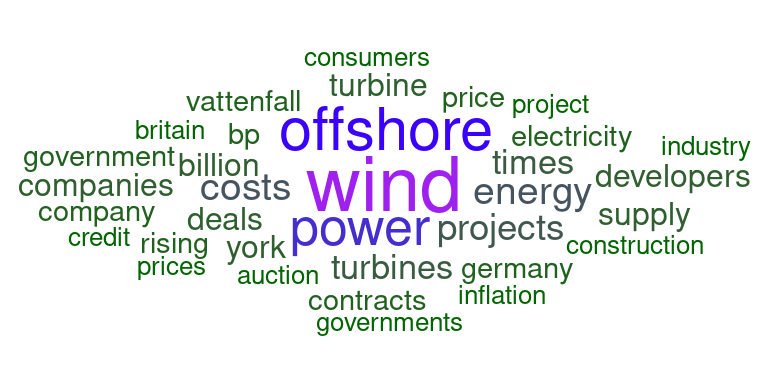 consumers
turbine
vattenfall price project
britain bp offshore electricity industry
government billion wind times
companies costs energy developers
company deals power projects supply
credit rising york construction
prices auction turbines germany
contracts inflation
governments